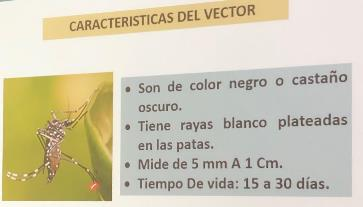 CARACTERISTICAS DEL VECTOR
• Son de color negro o castaño
oscuro.
• Tiene rayas blanco plateadas
en las patas.
• Mide de 5 mm A 1 Cm.
• Tiempo De vida: 15 a 30 días.